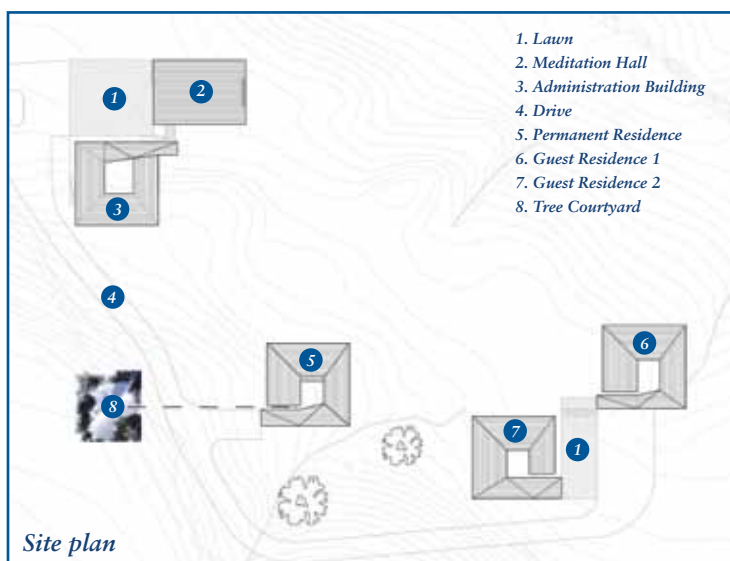 1. Lawn
2. Meditation Hall
3. Administration Building
4. Drive
5. Permanent Residence
6. Guest Residence 1
7. Guest Residence 2
8. Tree Courtyard
1
2
3
4
5
6
8
7
1
Site plan